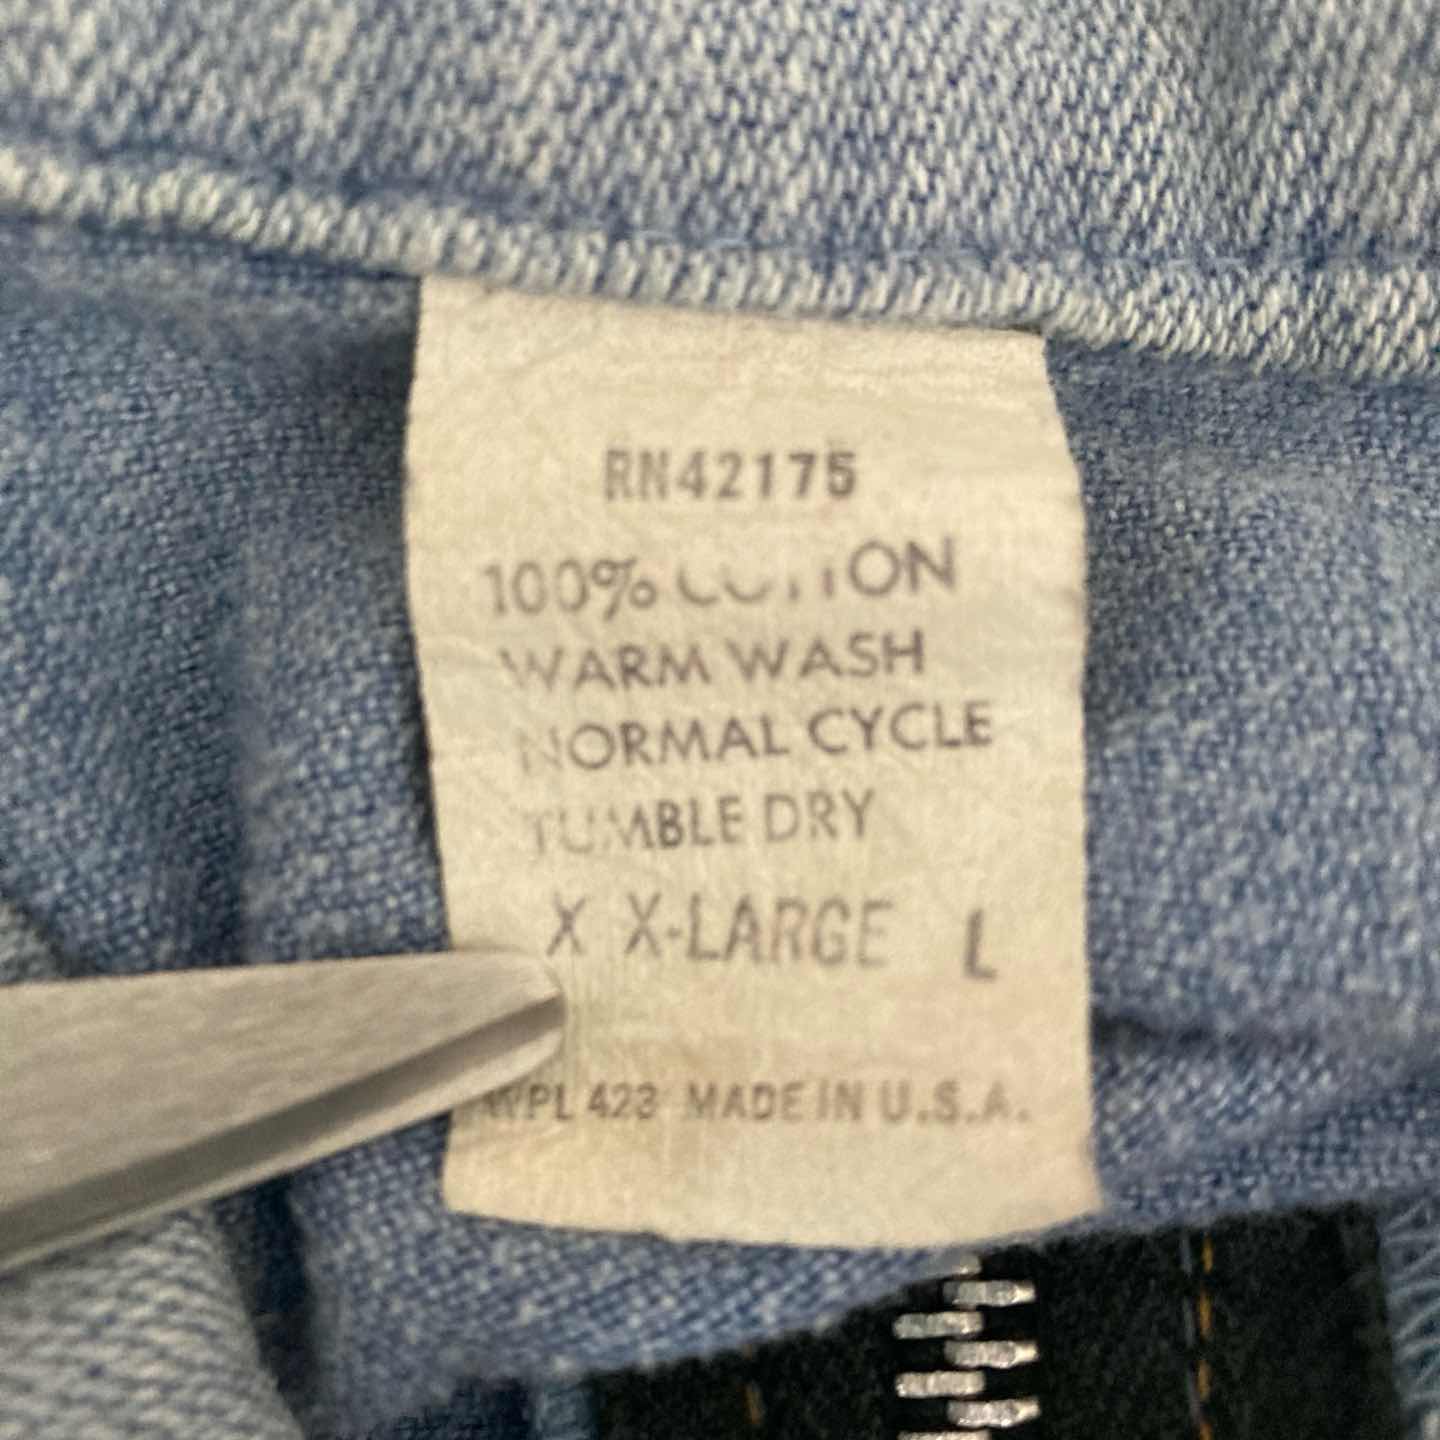 RN42175
100% COTTON
WARM WASH
NORMAL CYCLE
TUMBLE DRY
X X-LARGE L
WPL 423 MADE IN U.S.A.